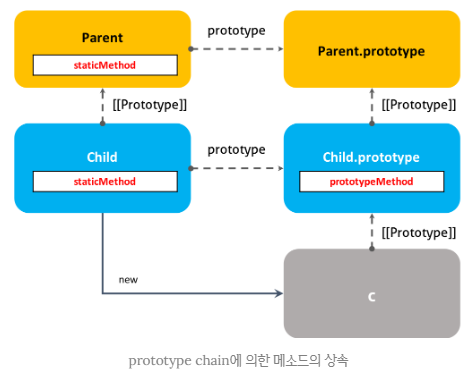 Parent
staticMethod
prototype
Parent.prototype
[[Prototype]]
[[Prototype]]
Child
staticMethod
prototype
Child.prototype
prototypeMethod
[[Prototype]]
new
C
prototype chain에 의한 메소드의 상속